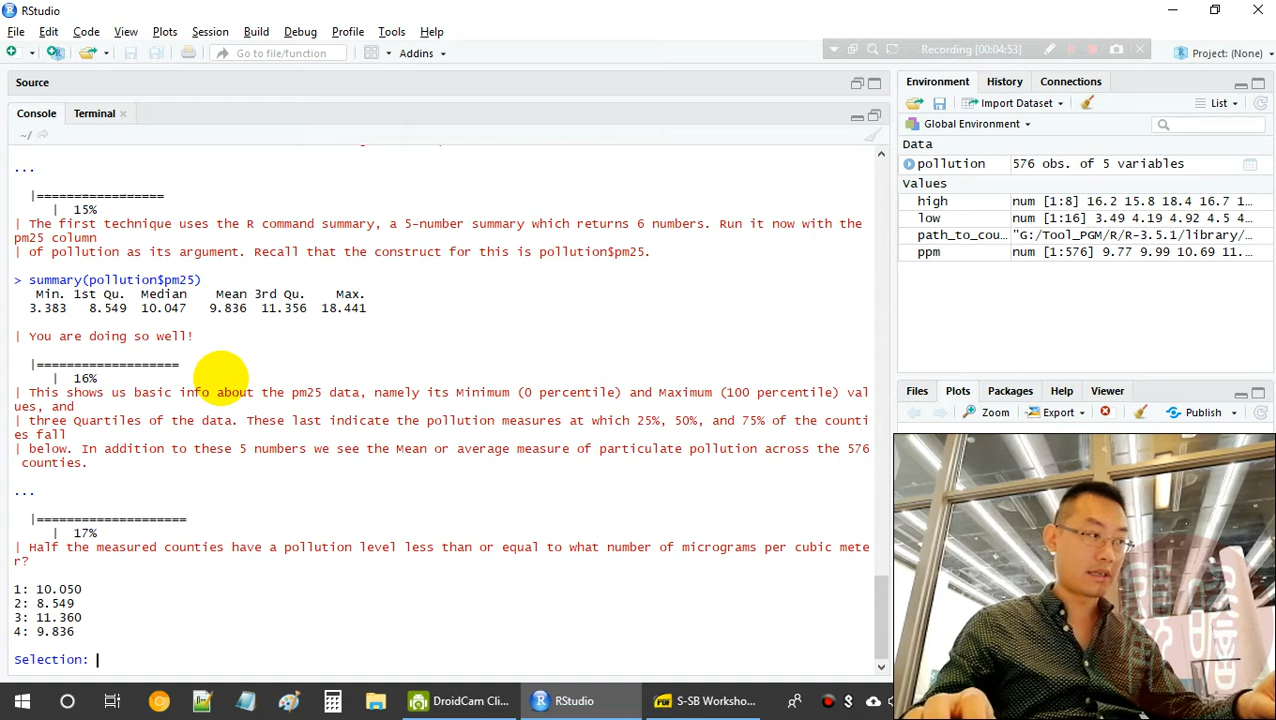 RStudio
File Edit Code View Plots Session Build Debug Profile Tools Help
Go to file/function Addins
Recording [00:04:53]
Project: (None)
Source
Console Terminal
~/
...
|=================
| 15%
| The first technique uses the R command summary, a 5-number summary which returns 6 numbers. Run it now with the
pm25 column
| of pollution as its argument. Recall that the construct for this is pollution$pm25.
> summary(pollution$pm25)
Min. 1st Qu. Median Mean 3rd Qu. Max.
3.383 8.549 10.047 9.836 11.356 18.441
| You are doing so well!
|===================
| 16%
| This shows us basic info about the pm25 data, namely its Minimum (0 percentile) and Maximum (100 percentile) val
ues, and
| three Quartiles of the data. These last indicate the pollution measures at which 25%, 50%, and 75% of the counti
es fall
| below. In addition to these 5 numbers we see the Mean or average measure of particulate pollution across the 576
counties.
...
|====================
| 17%
| Half the measured counties have a pollution level less than or equal to what number of micrograms per cubic mete
r?
1: 10.050
2: 8.549
3: 11.360
4: 9.836
Selection:
Environment History Connections
Import Dataset List
Global Environment
Data
pollution 576 obs. of 5 variables
Values
high num [1:8] 16.2 15.8 18.4 16.7 1…
low num [1:16] 3.49 4.19 4.92 4.5 4…
path_to_cou… "G:/Tool_PGM/R/R-3.5.1/library/…
ppm num [1:576] 9.77 9.99 10.69 11.…
Files Plots Packages Help Viewer
Zoom Export Publish
DroidCam Cli... RStudio S-SB Worksho...